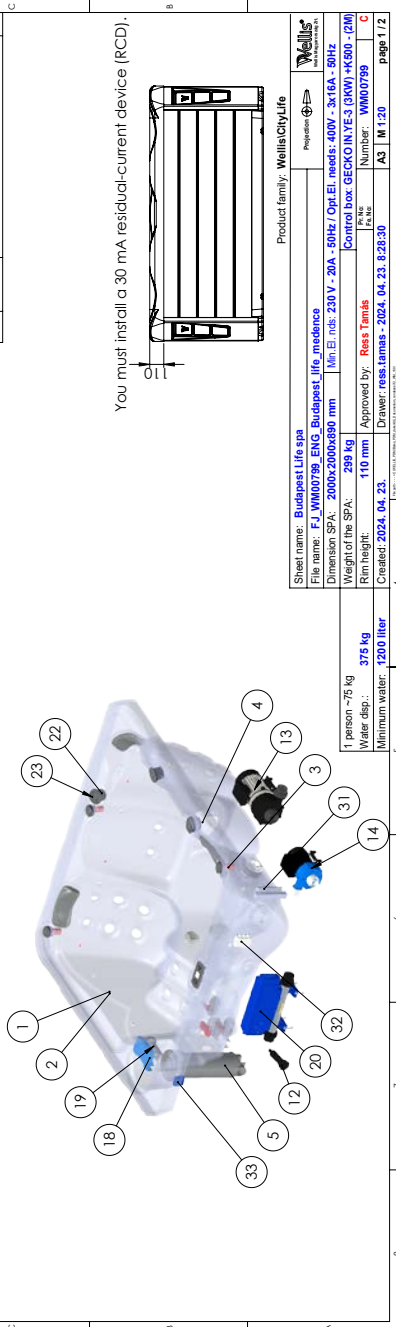 You must install a 30 mA residual-current device (RCD).
110
Product family: Wellis\CityLife
Projection
Wellis
Sheet name: Budapest Life spa
File name: FJ_WM00799_ENG_Budapest_life_medence
Dimension SPA: 2000x2000x890 mm Min.El. nds: 230 V - 20A - 50Hz / Opt.El. needs: 400V - 3x16A - 50Hz
1 person ~75 kg Weight of the SPA: 299 kg Control box: GECKO IN.YE-3 (3KW) +K500 - (2M)
Water disp.: 375 kg Rim height: 110 mm Approved by: Ress Tamás Pr. No: Fa. No: Number: WM00799 C
Minimum water: 1200 liter Created: 2024. 04. 23. Drawer: ress.tamas - 2024. 04. 23. 8:28:30 A3 M 1:20 page 1 / 2
1
2
19
18
33
5
12
20
32
14
31
3
13
4
22
23
C
B
C
B